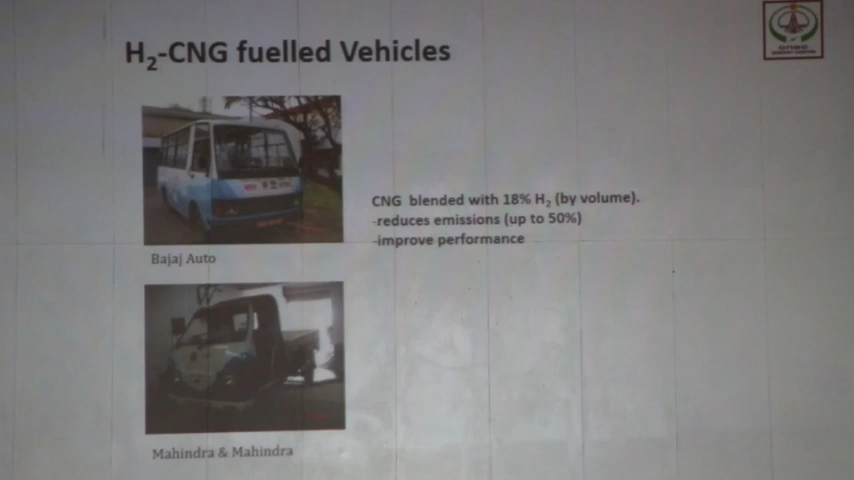 H₂-CNG fuelled Vehicles
CNG blended with 18% H₂ (by volume).
-reduces emissions (up to 50%)
-improve performance
Bajaj Auto
Mahindra & Mahindra